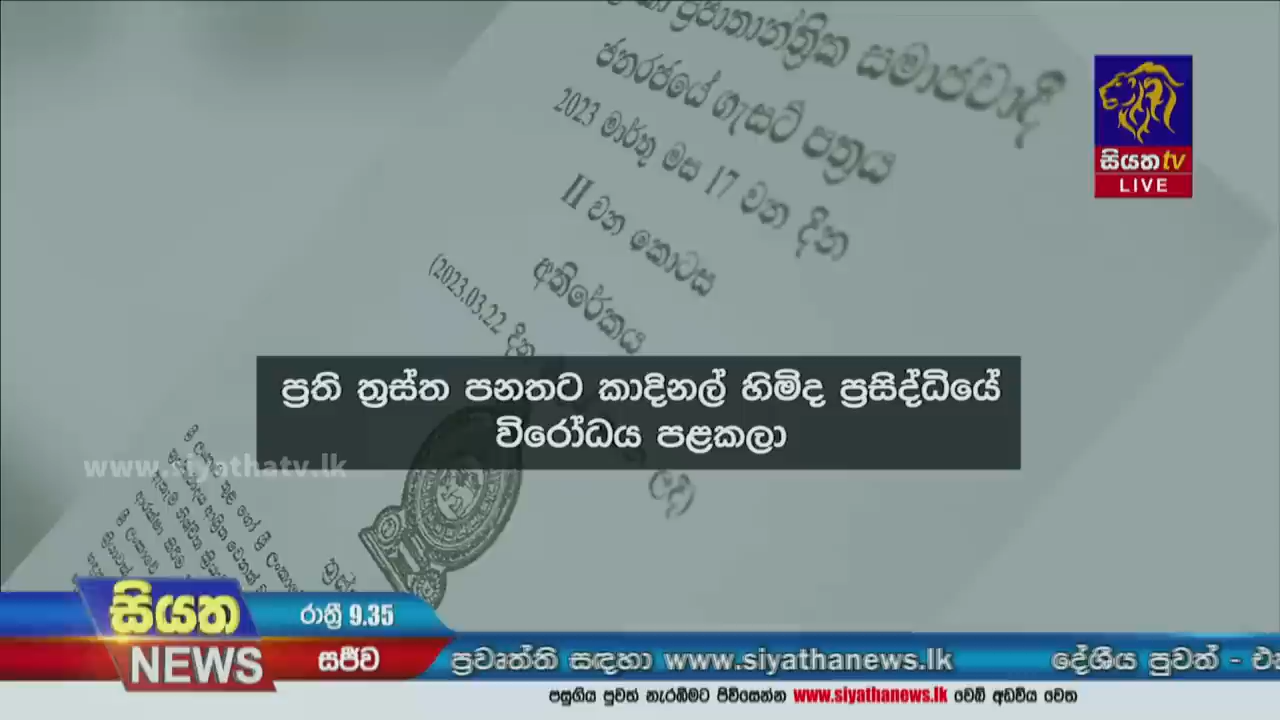 ප්‍රජාතාන්ත්‍රික සමාජවාදී
ජනරජයේ ගැසට් පත්‍රය
2023 මාර්තු මස 17 වන දින
II වන කොටස
අතිරේකය
(2023.03.22 දින
සියත tv
LIVE
ප්‍රති ත්‍රස්ත පනතට කාදිනල් හිමිද ප්‍රසිද්ධියේ
විරෝධය පළකලා
www.siyathatv.lk
ලදී
සියත
NEWS
රාත්‍රී 9.35
සජීව
ප්‍රවෘත්ති සඳහා www.siyathanews.lk
දේශීය පුවත් -
පසුගිය පුවත් නැරඹීමට පිවිසෙන්න www.siyathanews.lk වෙබ් අඩවිය වෙත